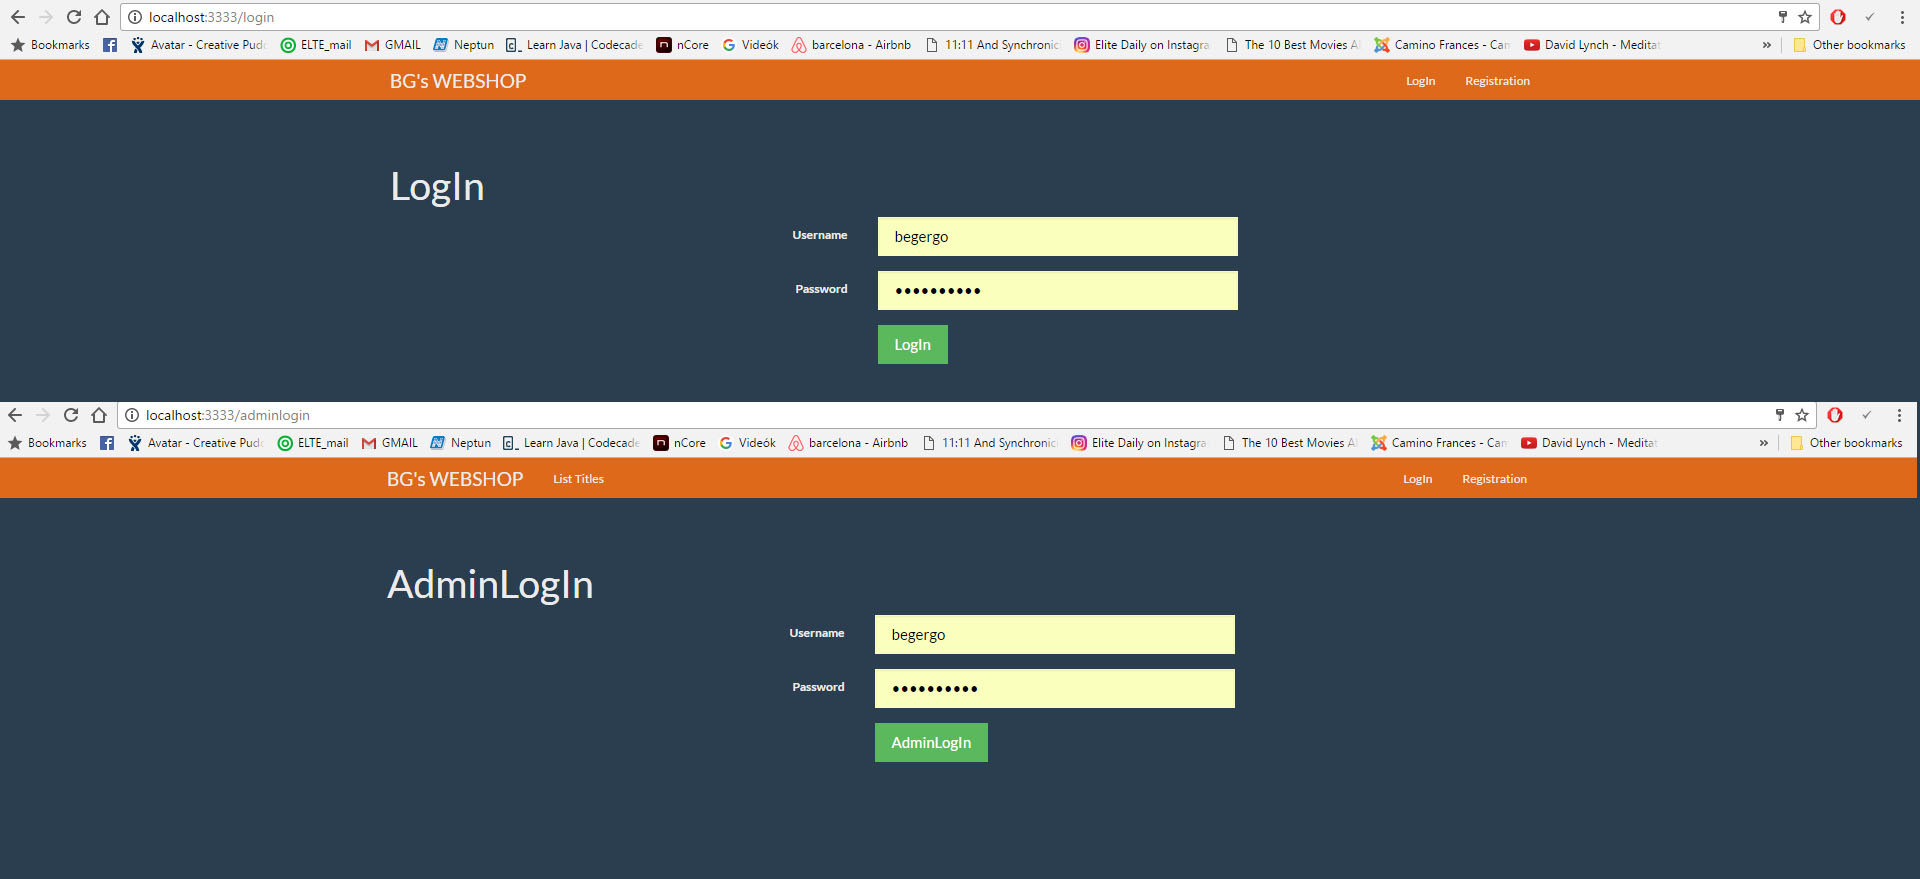 localhost:3333/login
Bookmarks Avatar - Creative Pud ELTE_mail GMAIL Neptun Learn Java | Codecade nCore Videók barcelona - Airbnb 11:11 And Synchronic Elite Daily on Instagra The 10 Best Movies A Camino Frances - Can David Lynch - Meditat » Other bookmarks
BG's WEBSHOP LogIn Registration
LogIn
Username begergo
Password ••••••••••
LogIn
localhost:3333/adminlogin
Bookmarks Avatar - Creative Pud ELTE_mail GMAIL Neptun Learn Java | Codecade nCore Videók barcelona - Airbnb 11:11 And Synchronic Elite Daily on Instagra The 10 Best Movies A Camino Frances - Can David Lynch - Meditat » Other bookmarks
BG's WEBSHOP List Titles LogIn Registration
AdminLogIn
Username begergo
Password ••••••••••
AdminLogIn